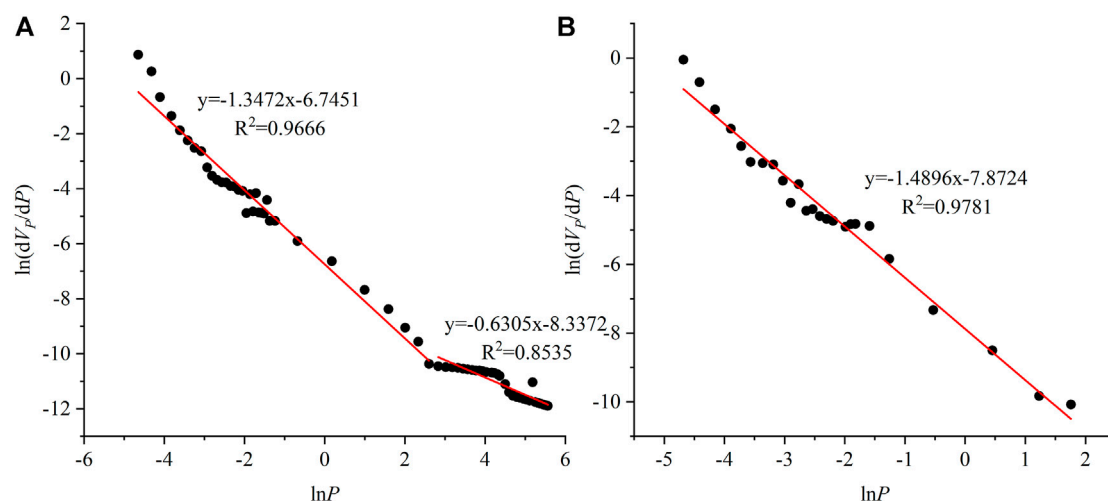 A
2
0
-2
-4
-6
-8
-10
-12
ln(dV_P/dP)
y=-1.3472x-6.7451
R²=0.9666
y=-0.6305x-8.3372
R²=0.8535
-6 -4 -2 0 2 4 6
lnP
B
0
-2
-4
-6
-8
-10
ln(dV_P/dP)
y=-1.4896x-7.8724
R²=0.9781
-5 -4 -3 -2 -1 0 1 2
lnP